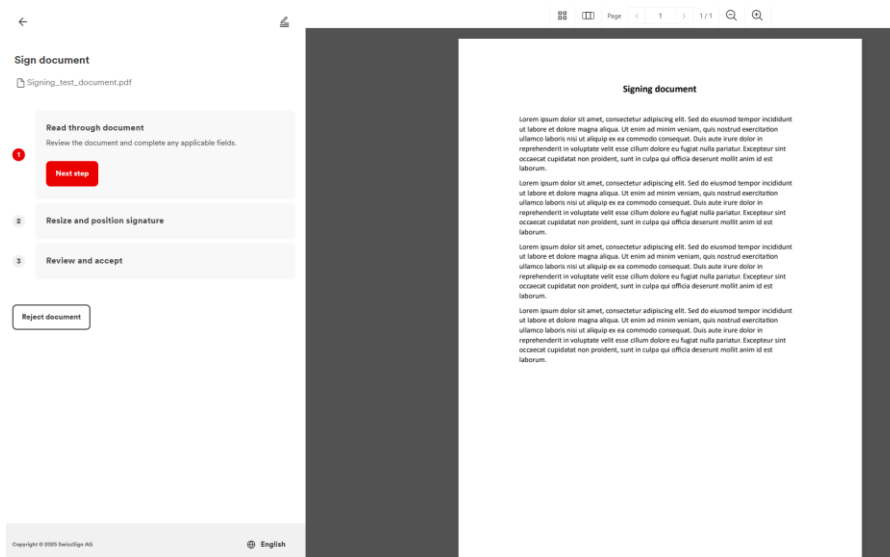 Page
1
1 / 1
Sign document
Signing_test_document.pdf
1
Read through document
Review the document and complete any applicable fields.
Next step
2
Resize and position signature
3
Review and accept
Reject document
Copyright © 2025 SwissSign AG
English
Signing document
Lorem ipsum dolor sit amet, consectetur adipiscing elit. Sed do eiusmod tempor incididunt
ut labore et dolore magna aliqua. Ut enim ad minim veniam, quis nostrud exercitation
ullamco laboris nisi ut aliquip ex ea commodo consequat. Duis aute irure dolor in
reprehenderit in voluptate velit esse cillum dolore eu fugiat nulla pariatur. Excepteur sint
occaecat cupidatat non proident, sunt in culpa qui officia deserunt mollit anim id est
laborum.
Lorem ipsum dolor sit amet, consectetur adipiscing elit. Sed do eiusmod tempor incididunt
ut labore et dolore magna aliqua. Ut enim ad minim veniam, quis nostrud exercitation
ullamco laboris nisi ut aliquip ex ea commodo consequat. Duis aute irure dolor in
reprehenderit in voluptate velit esse cillum dolore eu fugiat nulla pariatur. Excepteur sint
occaecat cupidatat non proident, sunt in culpa qui officia deserunt mollit anim id est
laborum.
Lorem ipsum dolor sit amet, consectetur adipiscing elit. Sed do eiusmod tempor incididunt
ut labore et dolore magna aliqua. Ut enim ad minim veniam, quis nostrud exercitation
ullamco laboris nisi ut aliquip ex ea commodo consequat. Duis aute irure dolor in
reprehenderit in voluptate velit esse cillum dolore eu fugiat nulla pariatur. Excepteur sint
occaecat cupidatat non proident, sunt in culpa qui officia deserunt mollit anim id est
laborum.
Lorem ipsum dolor sit amet, consectetur adipiscing elit. Sed do eiusmod tempor incididunt
ut labore et dolore magna aliqua. Ut enim ad minim veniam, quis nostrud exercitation
ullamco laboris nisi ut aliquip ex ea commodo consequat. Duis aute irure dolor in
reprehenderit in voluptate velit esse cillum dolore eu fugiat nulla pariatur. Excepteur sint
occaecat cupidatat non proident, sunt in culpa qui officia deserunt mollit anim id est
laborum.